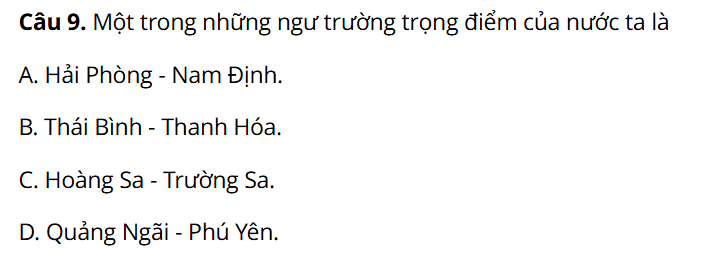 Câu 9. Một trong những ngư trường trọng điểm của nước ta là
A. Hải Phòng - Nam Định.
B. Thái Bình - Thanh Hóa.
C. Hoàng Sa - Trường Sa.
D. Quảng Ngãi - Phú Yên.